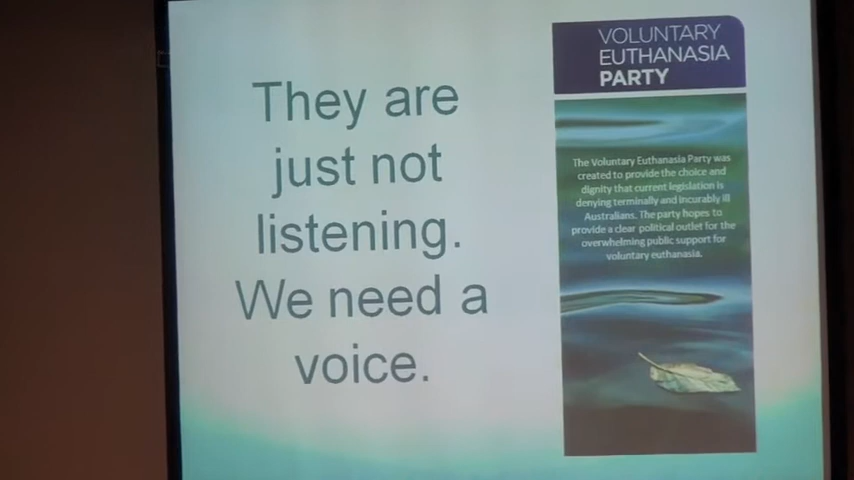 They are
just not
listening.
We need a
voice.
VOLUNTARY
EUTHANASIA
PARTY
The Voluntary Euthanasia Party was
created to provide the choice and
dignity that current legislation is
denying terminally and incurably ill
Australians. The party hopes to
provide a clear political outlet for the
overwhelming public support for
voluntary euthanasia.